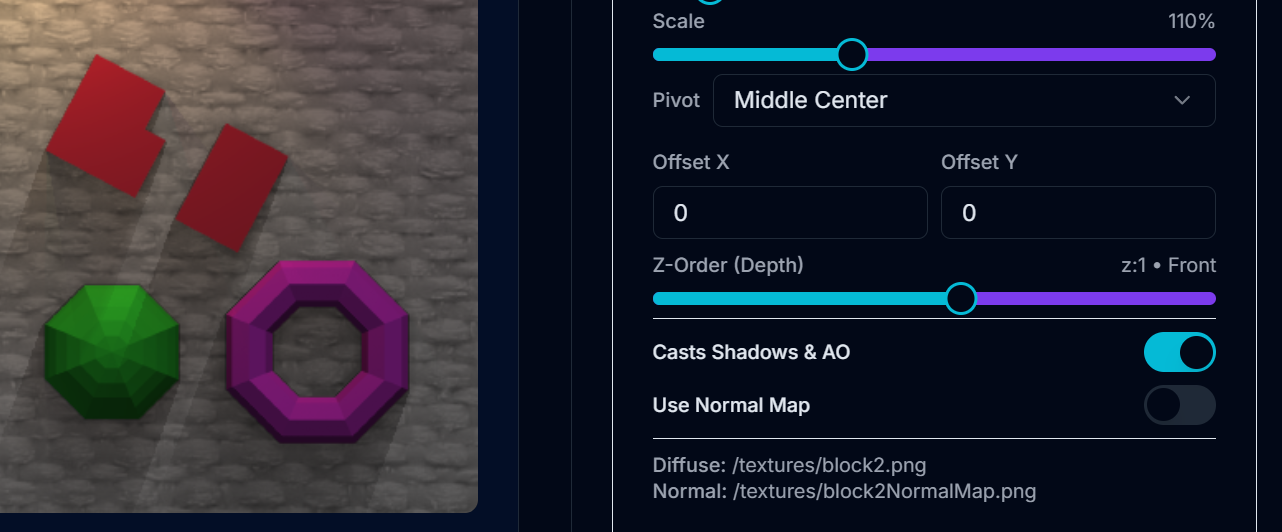 Scale 110%
Pivot Middle Center
Offset X Offset Y
0 0
Z-Order (Depth) z:1 • Front
Casts Shadows & AO
Use Normal Map
Diffuse: /textures/block2.png
Normal: /textures/block2NormalMap.png